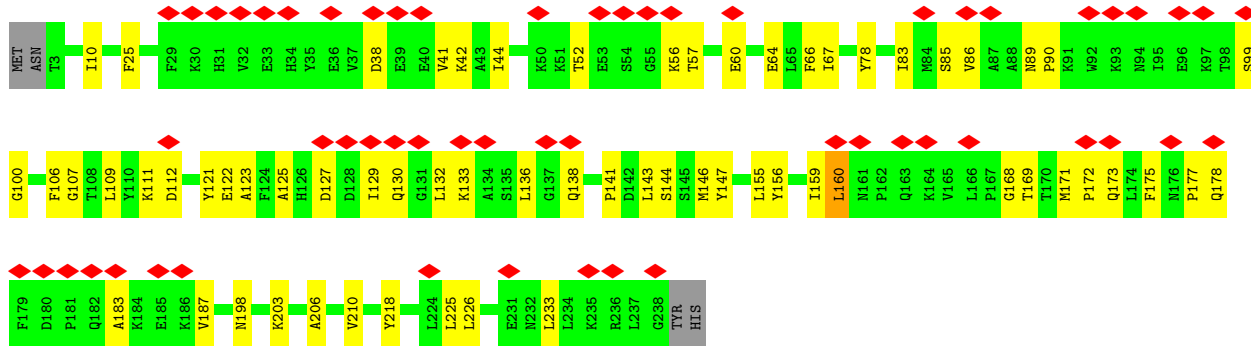 MET ASN T3 I10 F25 F29 K30 H31 V32 E33 H34 Y35 E36 V37 D38 E39 E40 V41 K42 A43 I44 K50 K51 T52 E53 S54 G55 K56 T57 E60 E64 L65 F66 I67 Y78 I83 M84 S85 V86 A87 A88 N89 P90 K91 W92 K93 N94 I95 E96 K97 T98 S99
G100 F106 G107 T108 L109 Y110 K111 D112 Y121 E122 A123 F124 A125 H126 D127 D128 I129 Q130 G131 L132 K133 A134 S135 L136 G137 Q138 P141 D142 L143 S144 S145 M146 Y147 L155 Y156 I159 L160 N161 P162 Q163 K164 V165 L166 P167 G168 T169 T170 M171 P172 Q173 L174 F175 N176 P177 Q178
F179 D180 P181 Q182 A183 K184 E185 K186 V187 N198 K203 A206 V210 Y218 L224 L225 L226 E231 N232 L233 L234 K235 R236 L237 G238 TYR HIS